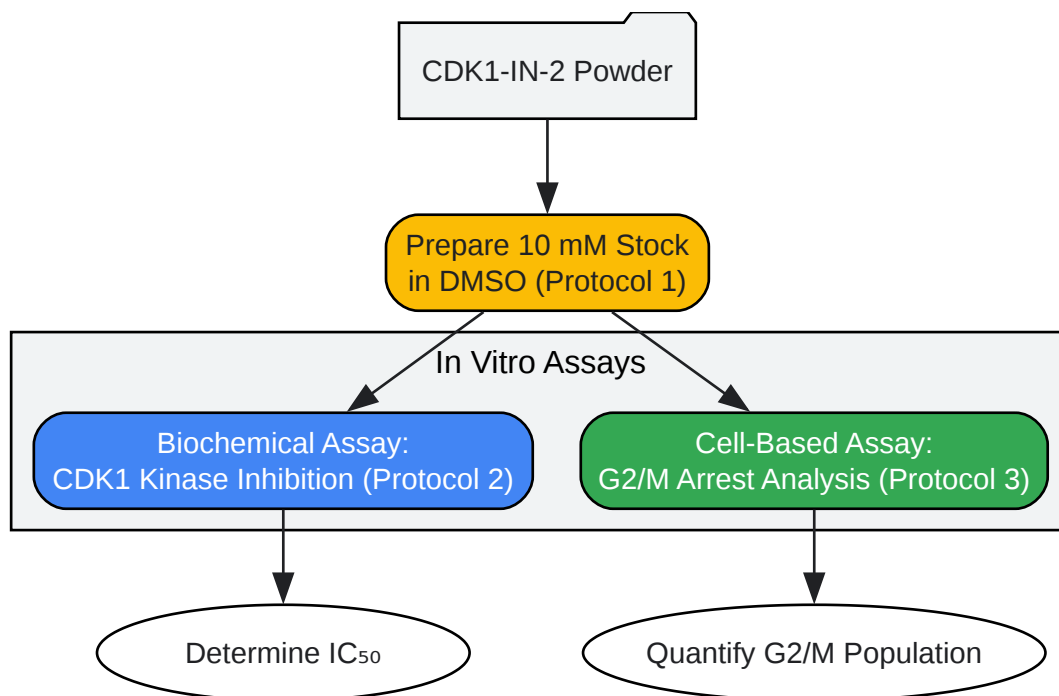 CDK1-IN-2 Powder
Prepare 10 mM Stock
in DMSO (Protocol 1)
In Vitro Assays
Biochemical Assay:
CDK1 Kinase Inhibition (Protocol 2)
Cell-Based Assay:
G2/M Arrest Analysis (Protocol 3)
Determine IC₅₀
Quantify G2/M Population